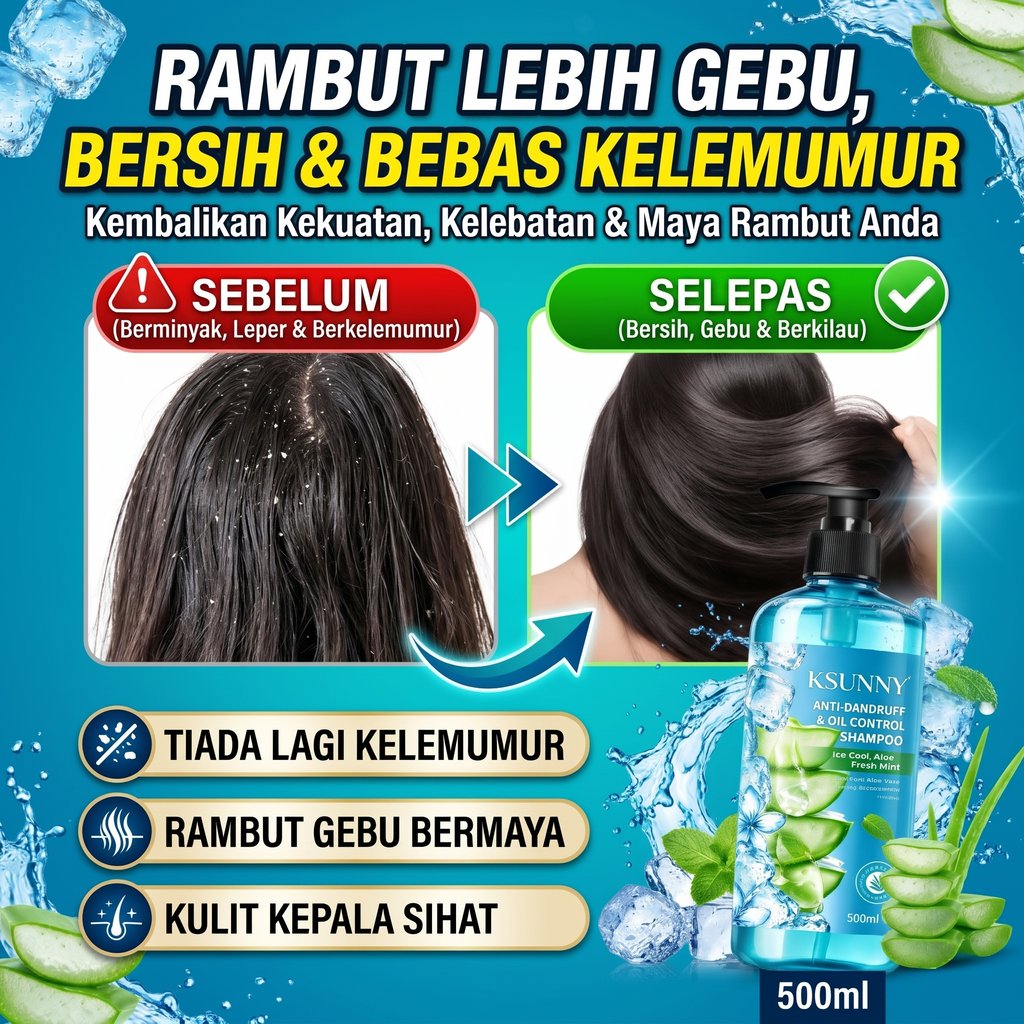 RAMBUT LEBIH GEBU,
BERSIH & BEBAS KELEMUMUR
Kembalikan Kekuatan, Kelebatan & Maya Rambut Anda
SEBELUM
(Berminyak, Leper & Berkelemumur)
SELEPAS
(Bersih, Gebu & Berkilau)
TIADA LAGI KELEMUMUR
RAMBUT GEBU BERMAYA
KULIT KEPALA SIHAT
KSUNNY
ANTI-DANDRUFF
& OIL CONTROL
SHAMPOO
Ice Cool, Aloe
Fresh Mint
500ml
500ml